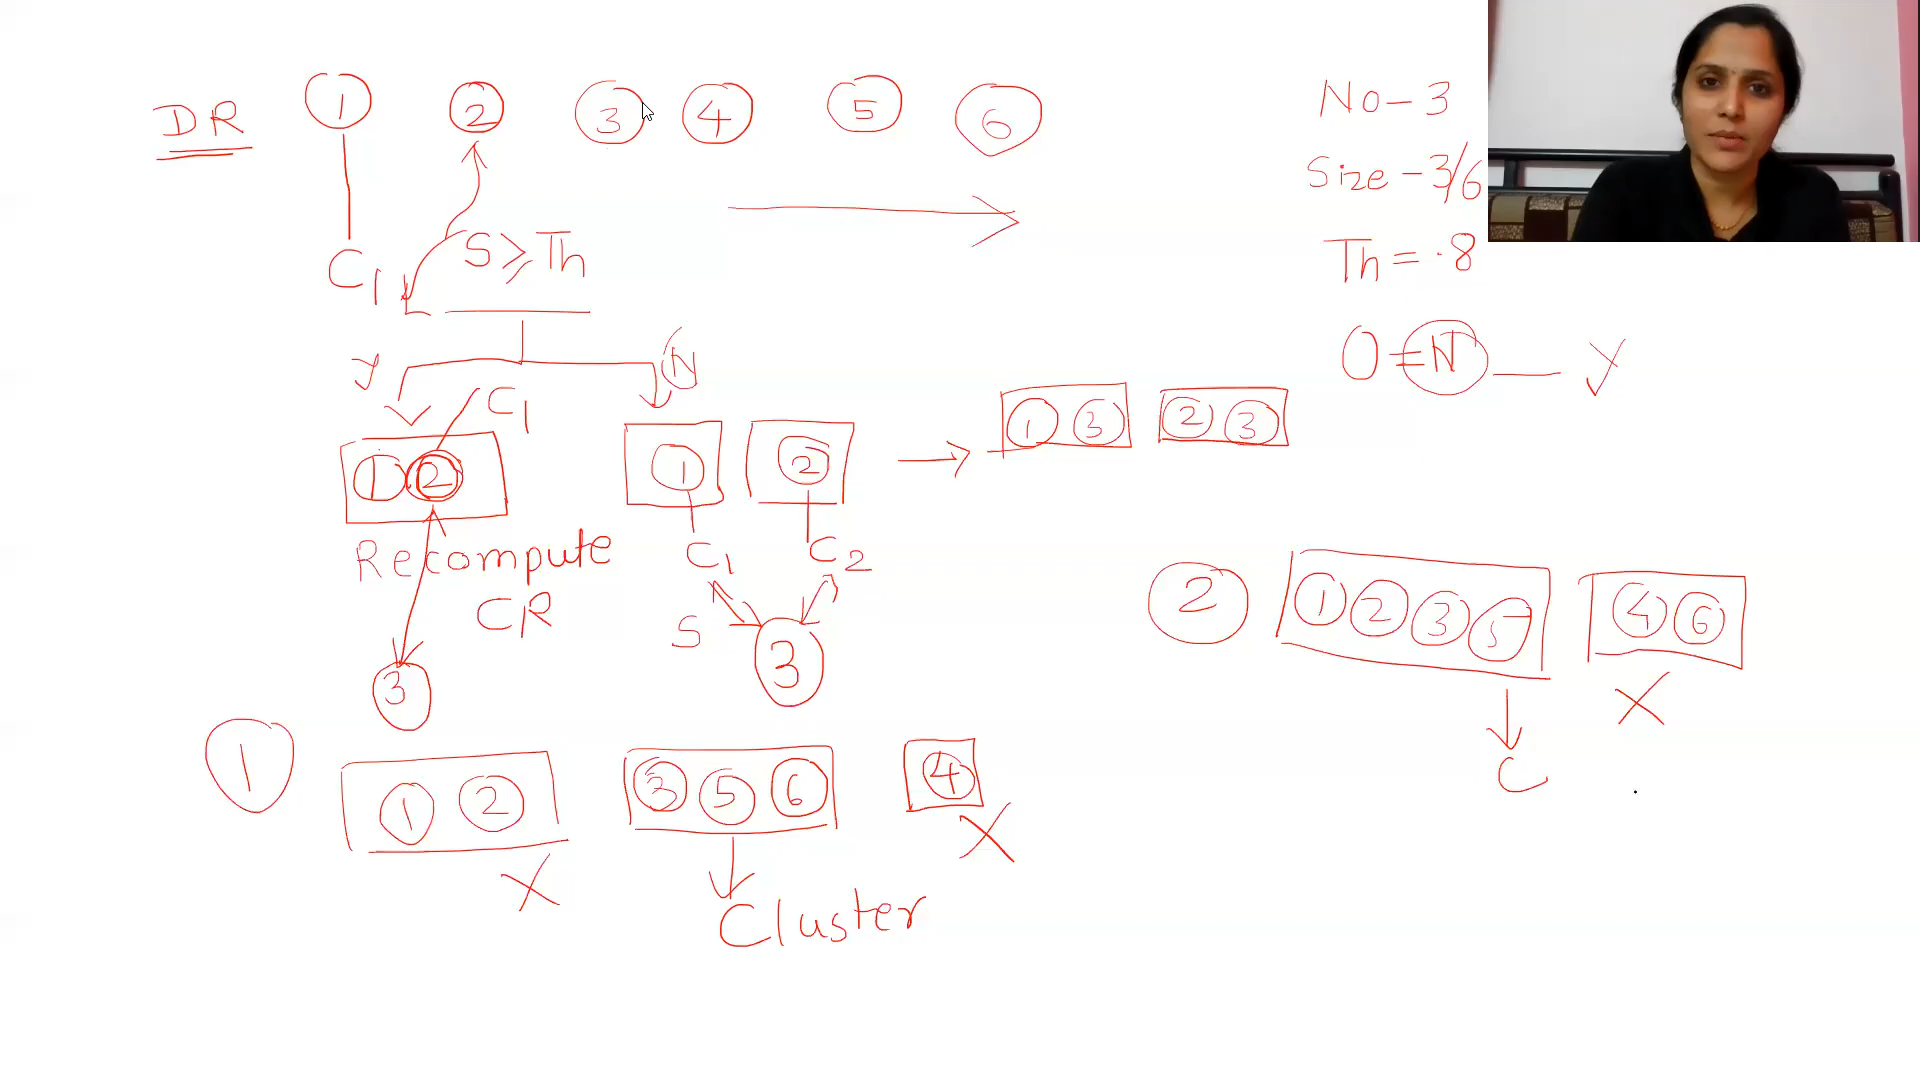 DR 1 2 3 4 5 6
No - 3
Size - 3/6
Th = .8
O = N Y
C1 S ≥ Th
Y N
C1
1 2
1 2
1 3 2 3
Recompute
CR
C1 C2
S
3
3
1
1 2 3 5 6 4
X X
Cluster
2
1 2 3 5 4 6
X
C